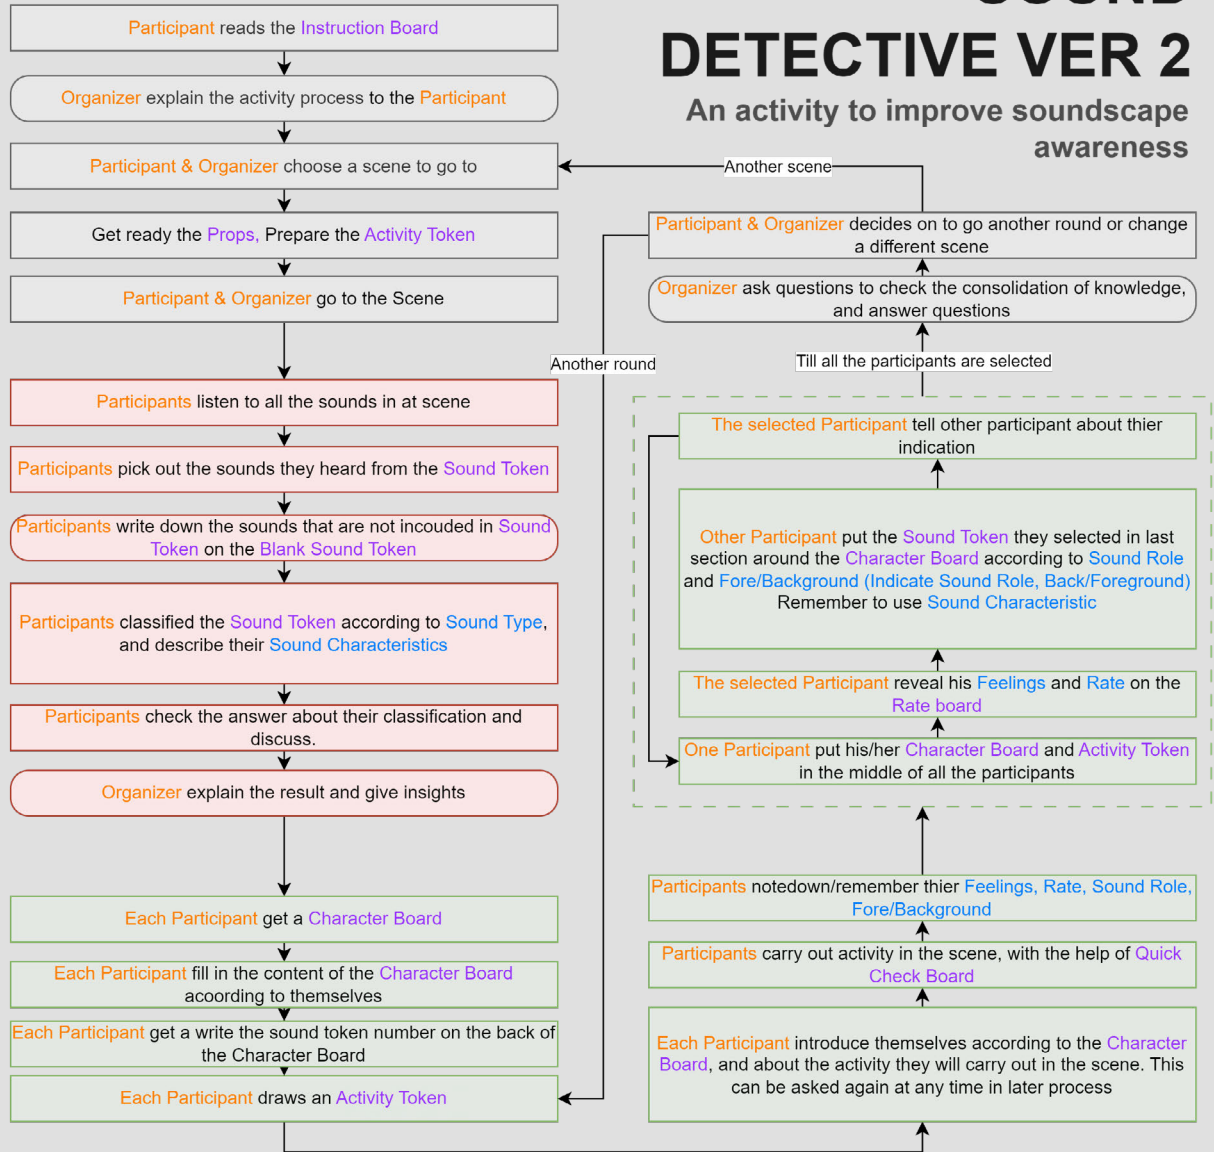 SOUND
DETECTIVE VER 2
An activity to improve soundscape
awareness
Participant reads the Instruction Board
Organizer explain the activity process to the Participant
Participant & Organizer choose a scene to go to
Get ready the Props, Prepare the Activity Token
Participant & Organizer go to the Scene
Participants listen to all the sounds in at scene
Participants pick out the sounds they heard from the Sound Token
Participants write down the sounds that are not incouded in Sound
Token on the Blank Sound Token
Participants classified the Sound Token according to Sound Type,
and describe their Sound Characteristics
Participants check the answer about their classification and
discuss.
Organizer explain the result and give insights
Each Participant get a Character Board
Each Participant fill in the content of the Character Board
acoording to themselves
Each Participant get a write the sound token number on the back of
the Character Board
Each Participant draws an Activity Token
Another scene
Participant & Organizer decides on to go another round or change
a different scene
Organizer ask questions to check the consolidation of knowledge,
and answer questions
Another round
Till all the participants are selected
The selected Participant tell other participant about thier
indication
Other Participant put the Sound Token they selected in last
section around the Character Board according to Sound Role
and Fore/Background (Indicate Sound Role, Back/Foreground)
Remember to use Sound Characteristic
The selected Participant reveal his Feelings and Rate on the
Rate board
One Participant put his/her Character Board and Activity Token
in the middle of all the participants
Participants notedown/remember thier Feelings, Rate, Sound Role,
Fore/Background
Participants carry out activity in the scene, with the help of Quick
Check Board
Each Participant introduce themselves according to the Character
Board, and about the activity they will carry out in the scene. This
can be asked again at any time in later process